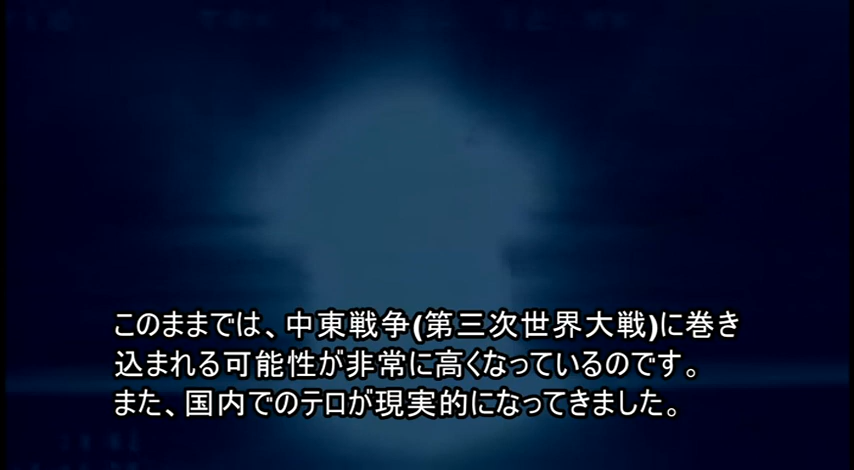 このままでは、中東戦争(第三次世界大戦)に巻き
込まれる可能性が非常に高くなっているのです。
また、国内でのテロが現実的になってきました。